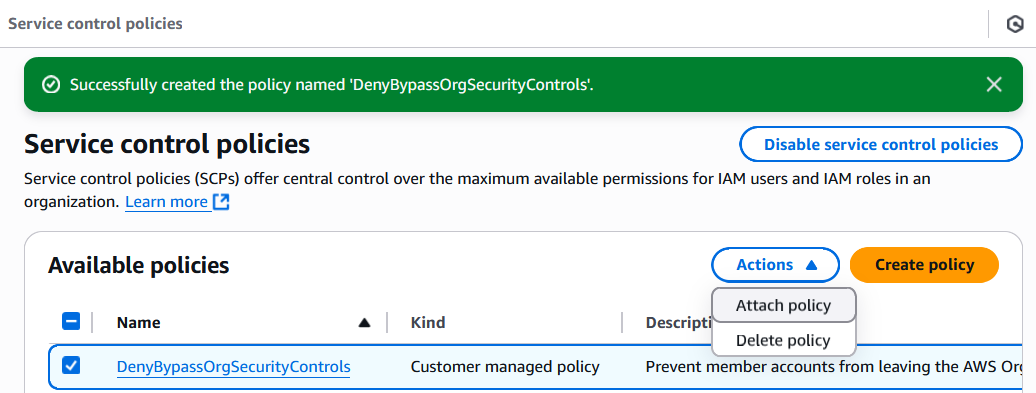 Service control policies
Successfully created the policy named 'DenyBypassOrgSecurityControls'.
Service control policies
Disable service control policies
Service control policies (SCPs) offer central control over the maximum available permissions for IAM users and IAM roles in an
organization. Learn more
Available policies
Actions
Create policy
Attach policy
Delete policy
Name
Kind
DenyBypassOrgSecurityControls
Customer managed policy
Prevent member accounts from leaving the AWS